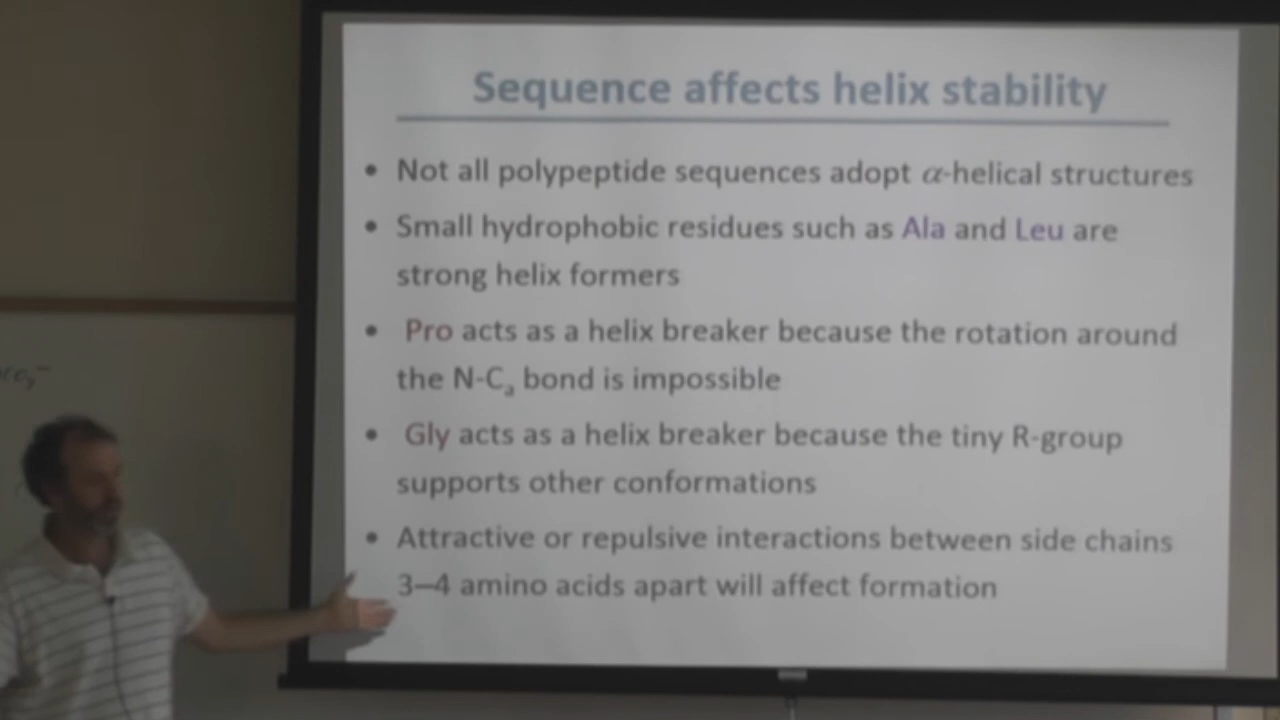 Sequence affects helix stability
• Not all polypeptide sequences adopt α-helical structures
• Small hydrophobic residues such as Ala and Leu are
strong helix formers
• Pro acts as a helix breaker because the rotation around
the N-Ca bond is impossible
• Gly acts as a helix breaker because the tiny R-group
supports other conformations
• Attractive or repulsive interactions between side chains
3–4 amino acids apart will affect formation